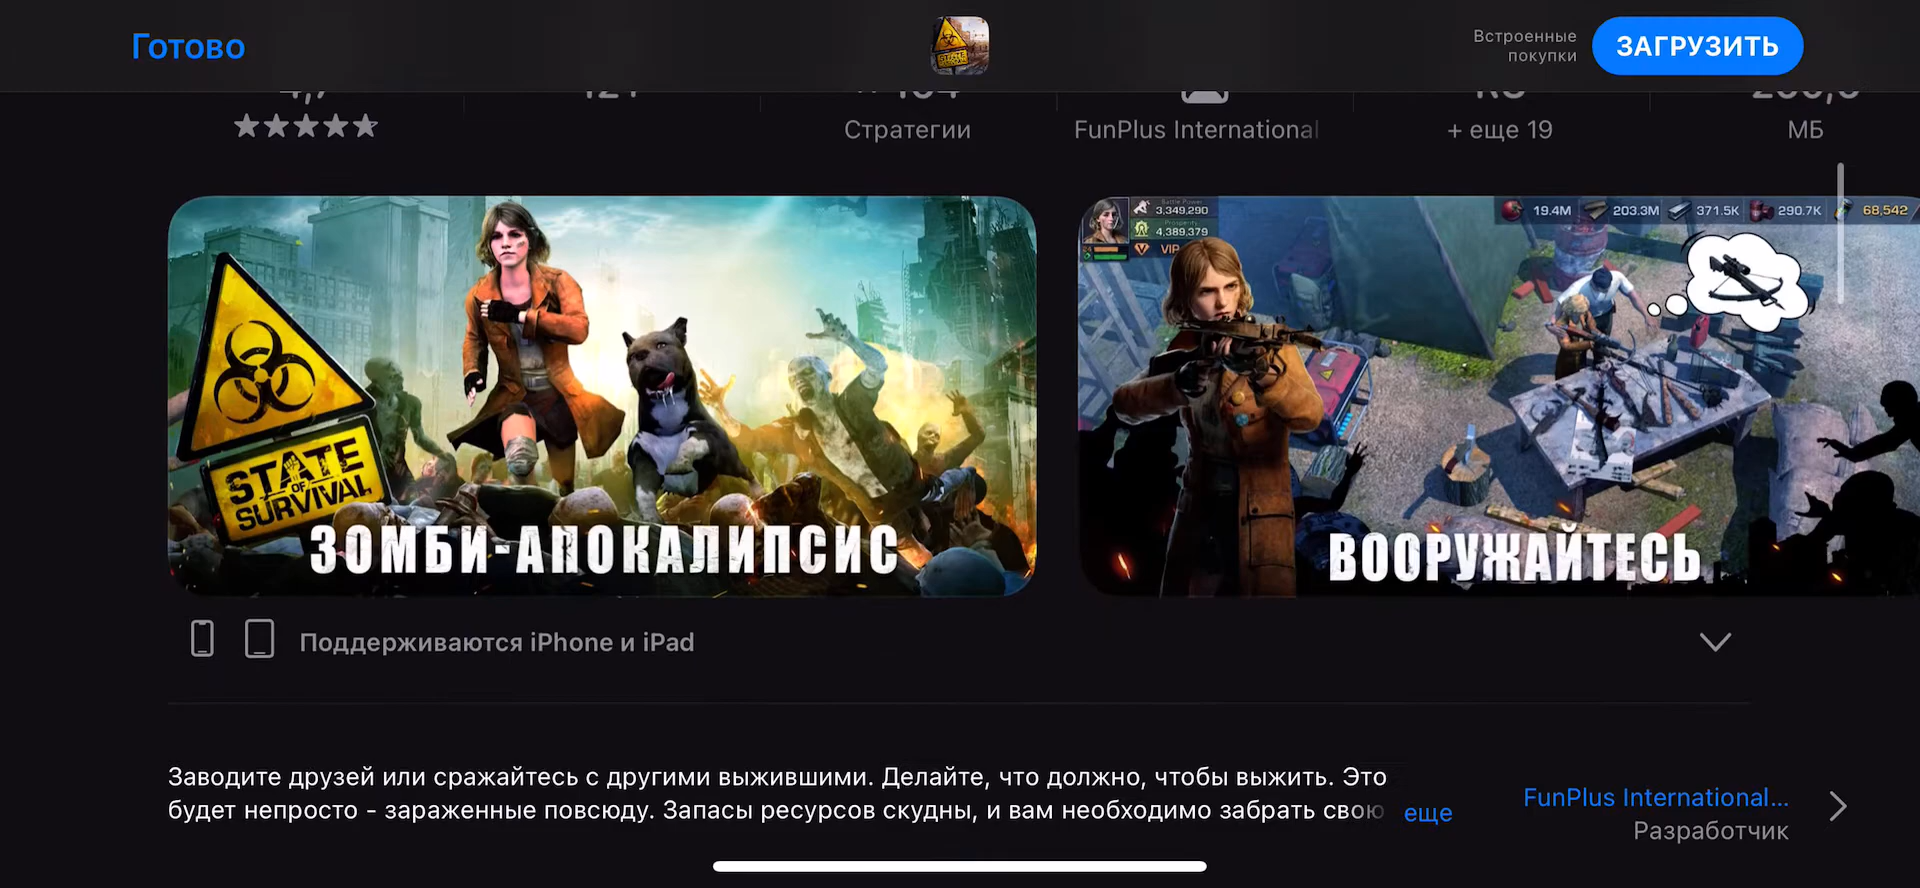 Готово
Встроенные
покупки
ЗАГРУЗИТЬ
Стратегии
FunPlus International
+ еще 19
МБ
STATE
OF
SURVIVAL
ЗОМБИ-АПОКАЛИПСИС
Battle Power
3,349,290
Prosperity
4,389,379
VIP
19.4M
203.3M
371.5K
290.7K
68,542
ВООРУЖАЙТЕСЬ
Поддерживаются iPhone и iPad
Заводите друзей или сражайтесь с другими выжившими. Делайте, что должно, чтобы выжить. Это
будет непросто - зараженные повсюду. Запасы ресурсов скудны, и вам необходимо забрать свою
еще
FunPlus International...
Разработчик